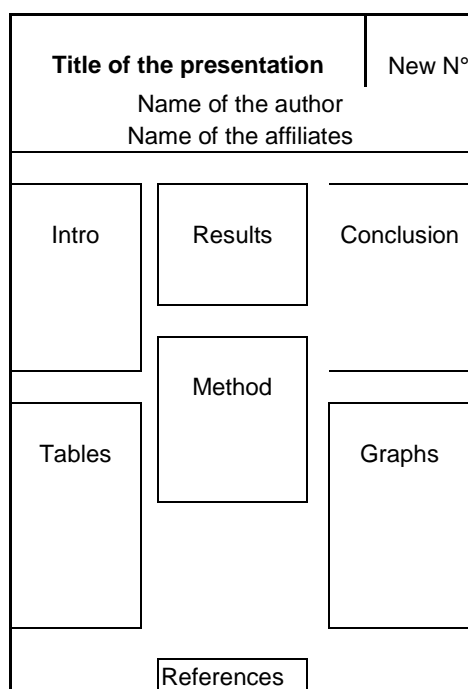 Title of the presentation
New N°
Name of the author
Name of the affiliates
Intro
Results
Conclusion
Method
Tables
Graphs
References